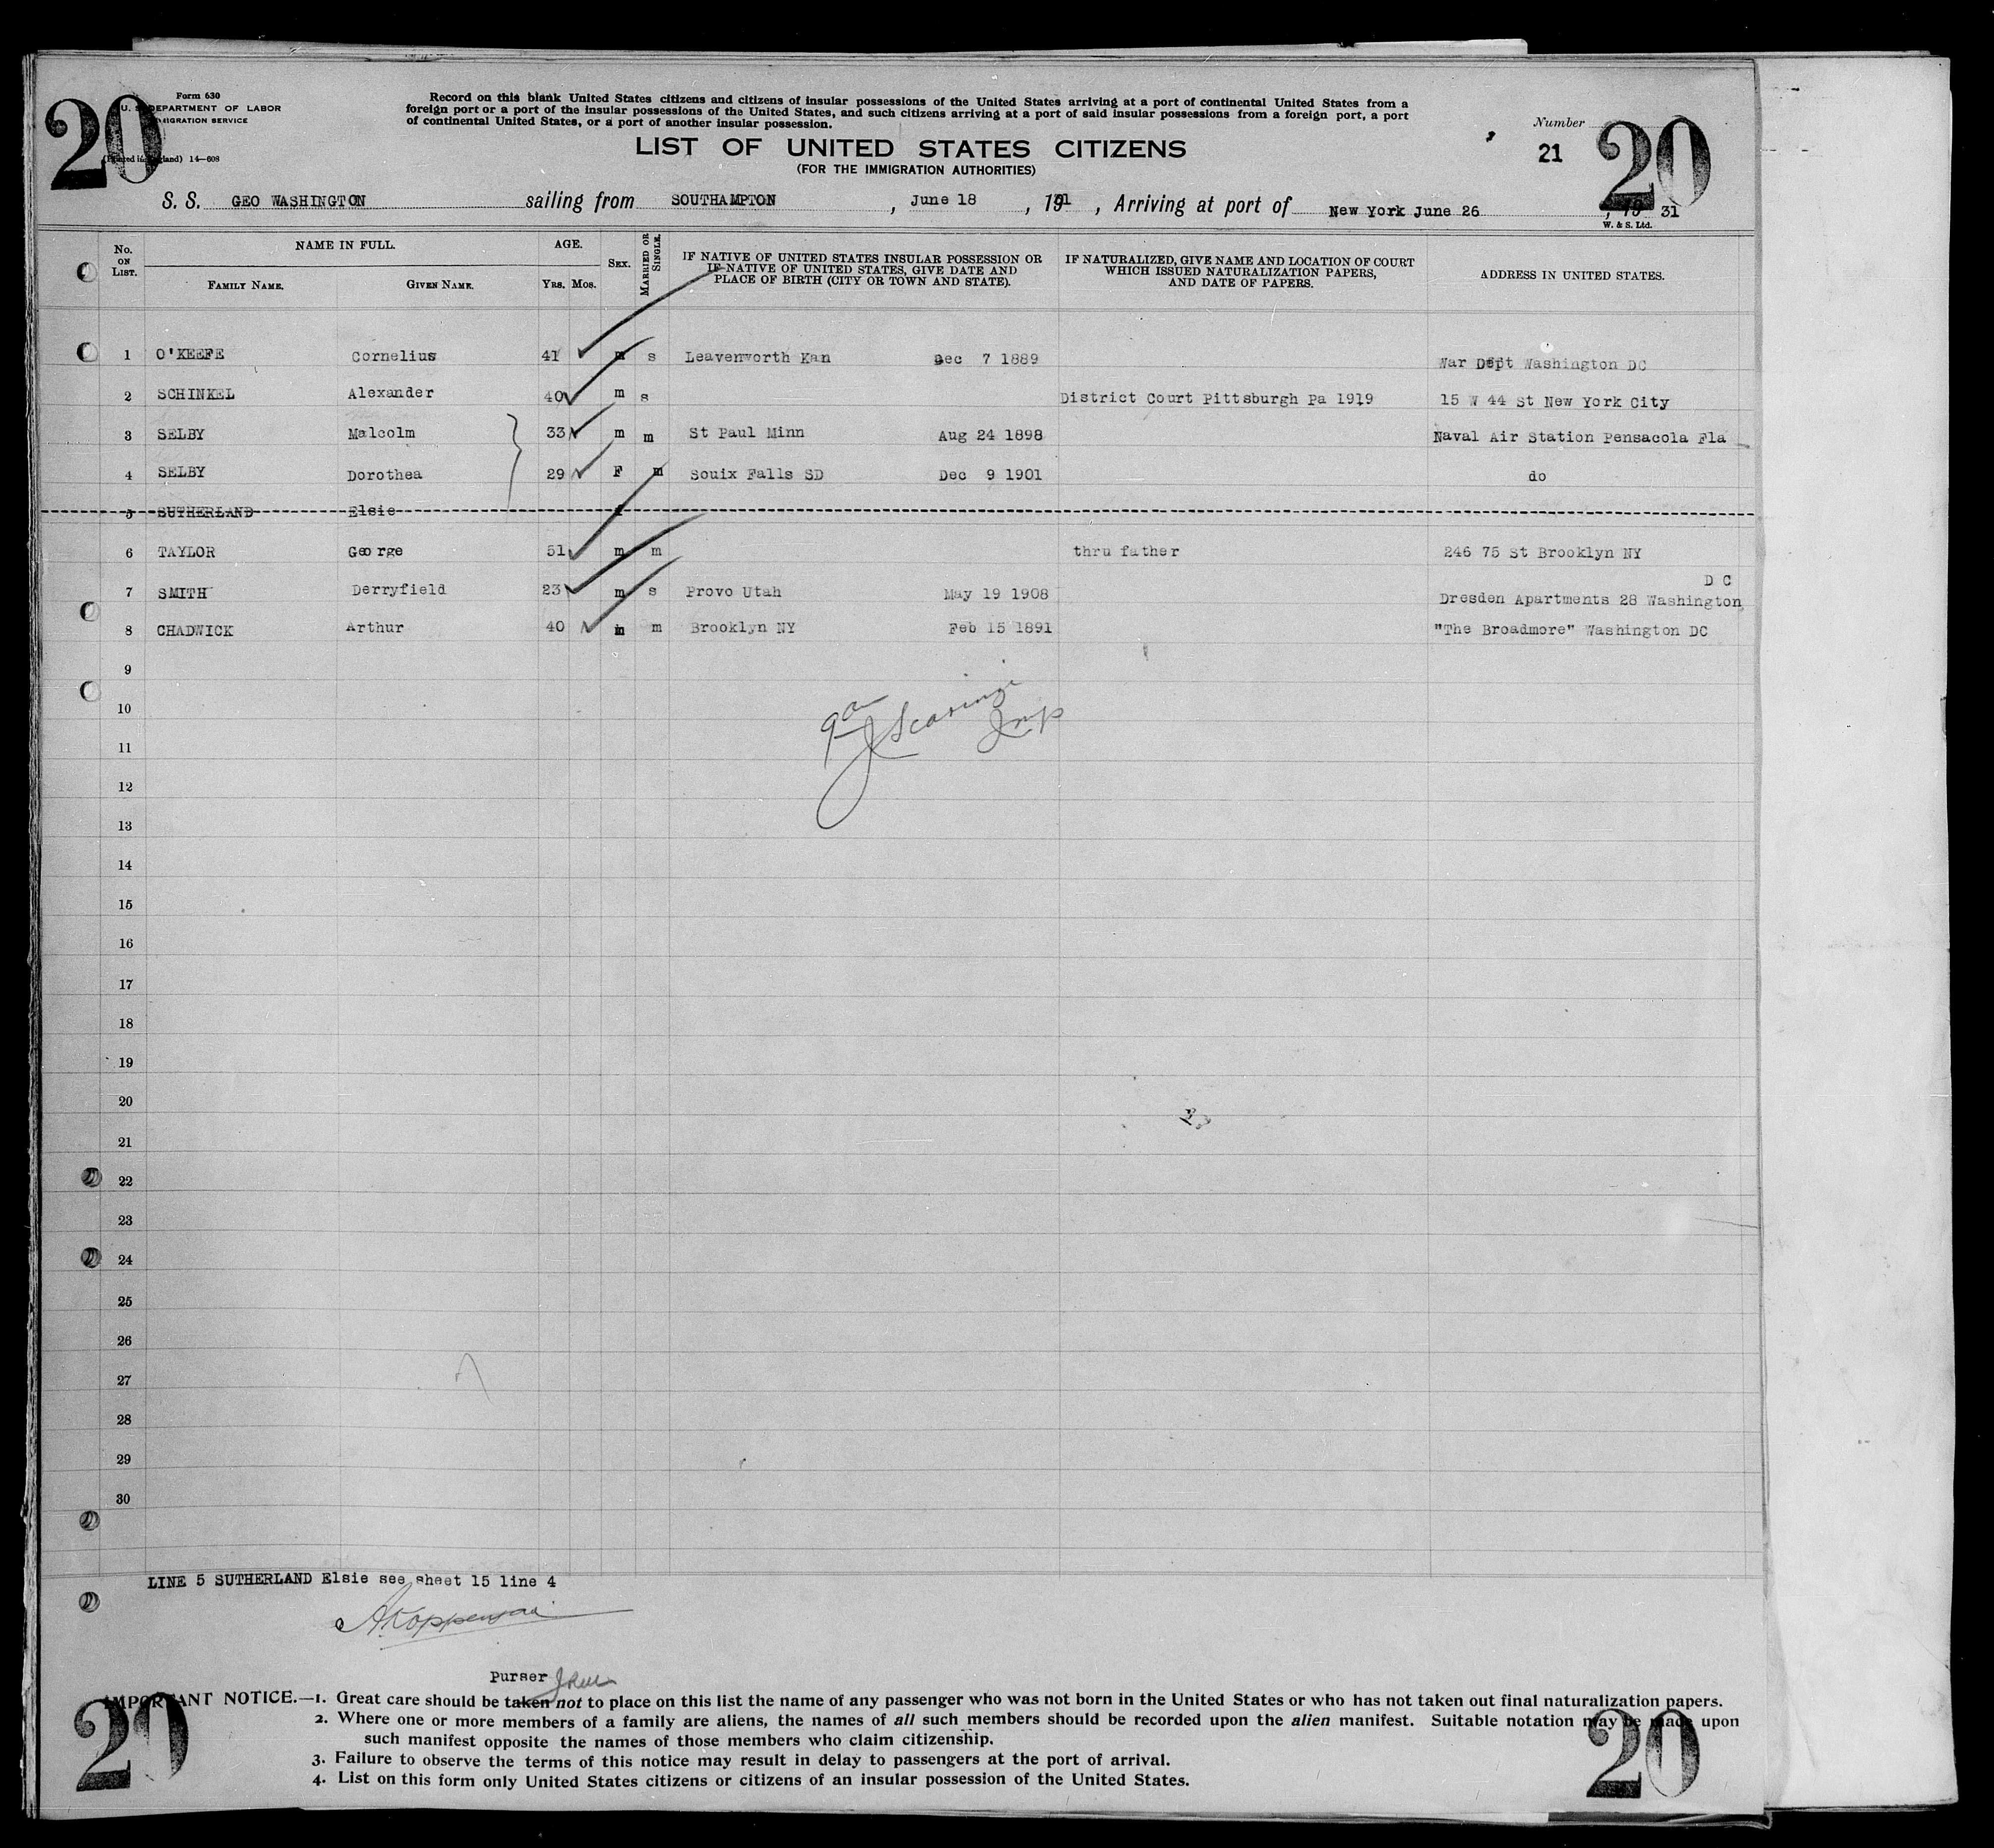 20
Form 630
U. S. DEPARTMENT OF LABOR
IMMIGRATION SERVICE
14—608
Record on this blank United States citizens and citizens of insular possessions of the United States arriving at a port of continental United States from a
foreign port or a port of the insular possessions of the United States, and such citizens arriving at a port of said insular possessions from a foreign port, a port
of continental United States, or a port of another insular possession.
LIST OF UNITED STATES CITIZENS
(FOR THE IMMIGRATION AUTHORITIES)
Number
21
20
S. S. GEO WASHINGTON sailing from SOUTHAMPTON, June 18, 1931, Arriving at port of New York June 26, 19 31
W. & S. Ltd.
No. ON LIST. NAME IN FULL. AGE. SEX. MARRIED OR SINGLE. IF NATIVE OF UNITED STATES INSULAR POSSESSION OR IF NATIVE OF UNITED STATES, GIVE DATE AND PLACE OF BIRTH (CITY OR TOWN AND STATE). IF NATURALIZED, GIVE NAME AND LOCATION OF COURT WHICH ISSUED NATURALIZATION PAPERS, AND DATE OF PAPERS. ADDRESS IN UNITED STATES.
FAMILY NAME. GIVEN NAME. YRS. MOS.
1 O'KEEFE Cornelius 41 m s Leavenworth Kan Dec 7 1889 War Dept Washington DC
2 SCHINKEL Alexander 40 m s District Court Pittsburgh Pa 1919 15 W 44 St New York City
3 SELBY Malcolm 33 m m St Paul Minn Aug 24 1898 Naval Air Station Pensacola Fla
4 SELBY Dorothea 29 F m Souix Falls SD Dec 9 1901 do
5 SUTHERLAND Elsie f
6 TAYLOR George 51 m m thru father 246 75 St Brooklyn NY
7 SMITH Derryfield 23 m s Provo Utah May 19 1908 Dresden Apartments 28 Washington D C
8 CHADWICK Arthur 40 m m Brooklyn NY Feb 15 1891 "The Broadmore" Washington DC
9
10
11
12
13
14
15
16
17
18
19
20
21
22
23
24
25
26
27
28
29
30
LINE 5 SUTHERLAND Elsie see sheet 15 line 4
Purser
IMPORTANT NOTICE.—1. Great care should be taken not to place on this list the name of any passenger who was not born in the United States or who has not taken out final naturalization papers.
2. Where one or more members of a family are aliens, the names of all such members should be recorded upon the alien manifest. Suitable notation may be made upon
such manifest opposite the names of those members who claim citizenship.
3. Failure to observe the terms of this notice may result in delay to passengers at the port of arrival.
4. List on this form only United States citizens or citizens of an insular possession of the United States.
20
20